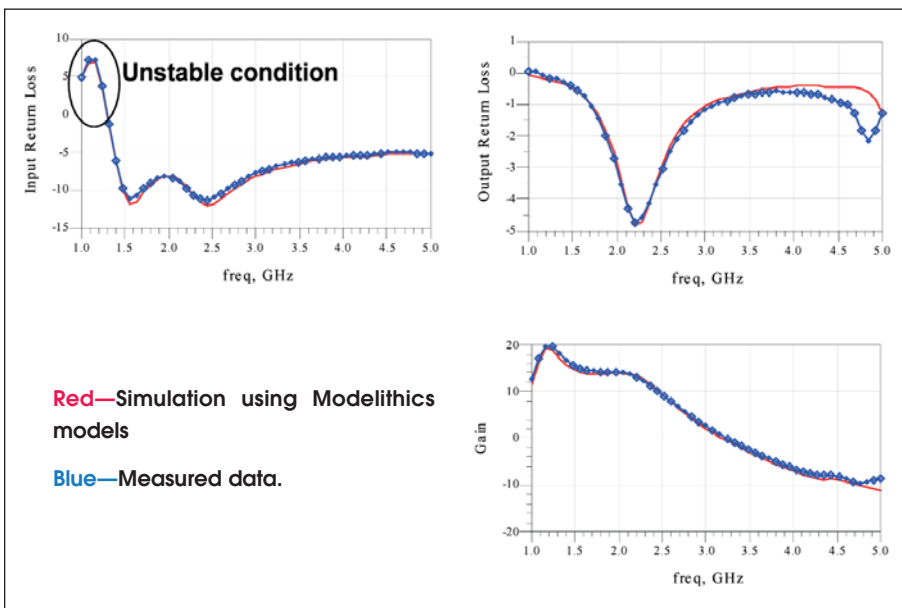 10
5
0
-5
-10
-15
Input Return Loss
Unstable condition
1.0 1.5 2.0 2.5 3.0 3.5 4.0 4.5 5.0
freq, GHz
1
0
-1
-2
-3
-4
-5
Output Return Loss
1.0 1.5 2.0 2.5 3.0 3.5 4.0 4.5 5.0
freq, GHz
Red—Simulation using Modelithics
models
Blue—Measured data.
20
10
0
-10
-20
Gain
1.0 1.5 2.0 2.5 3.0 3.5 4.0 4.5 5.0
freq, GHz